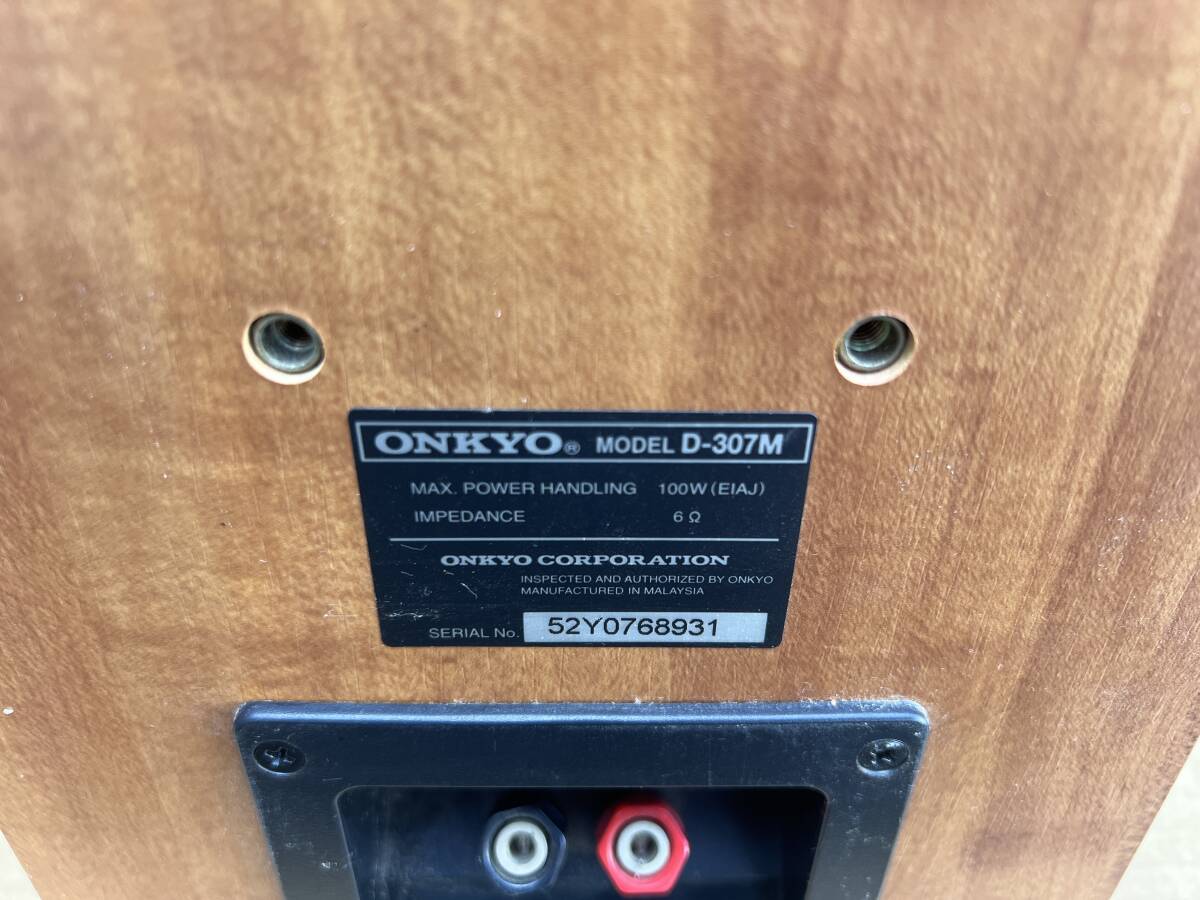 ONKYO® MODEL D-307M
MAX. POWER HANDLING 100W (EIAJ)
IMPEDANCE 6 Ω
ONKYO CORPORATION
INSPECTED AND AUTHORIZED BY ONKYO
MANUFACTURED IN MALAYSIA
SERIAL No. 52Y0768931